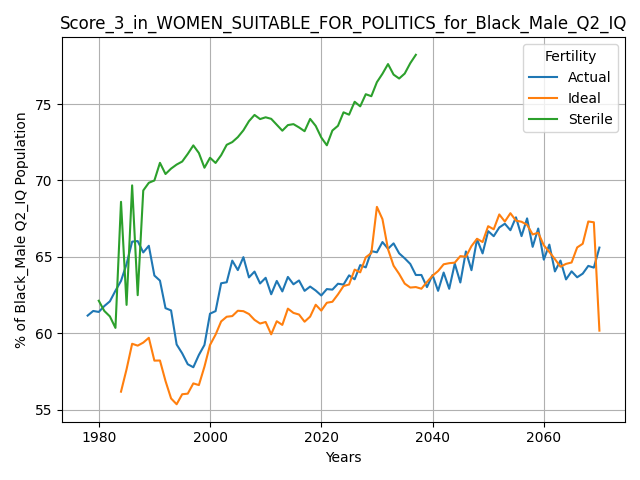 Score_3_in_WOMEN_SUITABLE_FOR_POLITICS_for_Black_Male_Q2_IQ
Fertility
Actual
Ideal
Sterile
% of Black_Male Q2_IQ Population
75
70
65
60
55
1980
2000
2020
2040
2060
Years